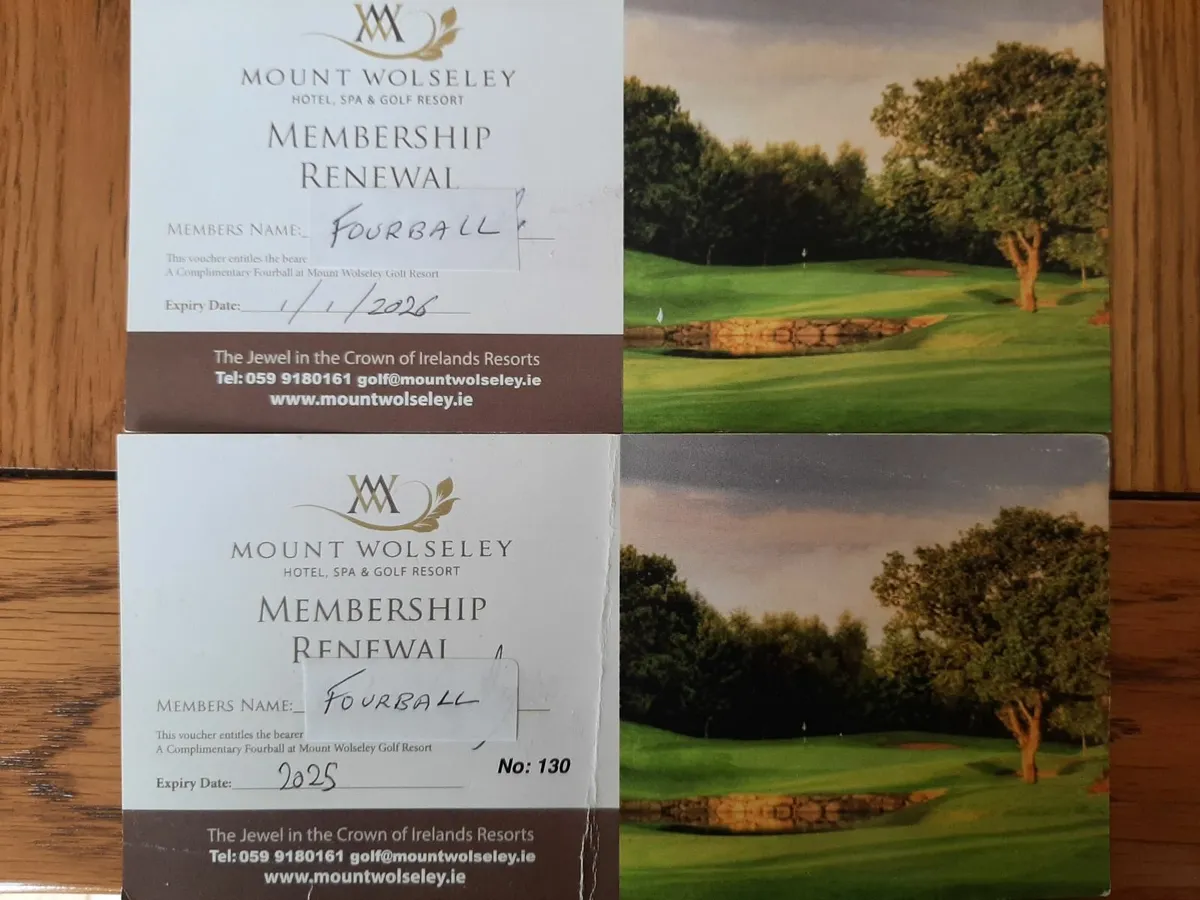 MOUNT WOLSELEY
HOTEL, SPA & GOLF RESORT
MEMBERSHIP
RENEWAL
MEMBERS NAME: FOURBALL
This voucher entitles the beare
A Complimentary Fourball at Mount Wolseley Golf Resort
Expiry Date: 1/1/2026
The Jewel in the Crown of Irelands Resorts
Tel: 059 9180161 golf@mountwolseley.ie
www.mountwolseley.ie
MOUNT WOLSELEY
HOTEL, SPA & GOLF RESORT
MEMBERSHIP
RENEWAL
MEMBERS NAME: FOURBALL
This voucher entitles the bearer
A Complimentary Fourball at Mount Wolseley Golf Resort
No: 130
Expiry Date: 2025
The Jewel in the Crown of Irelands Resorts
Tel: 059 9180161 golf@mountwolseley.ie
www.mountwolseley.ie